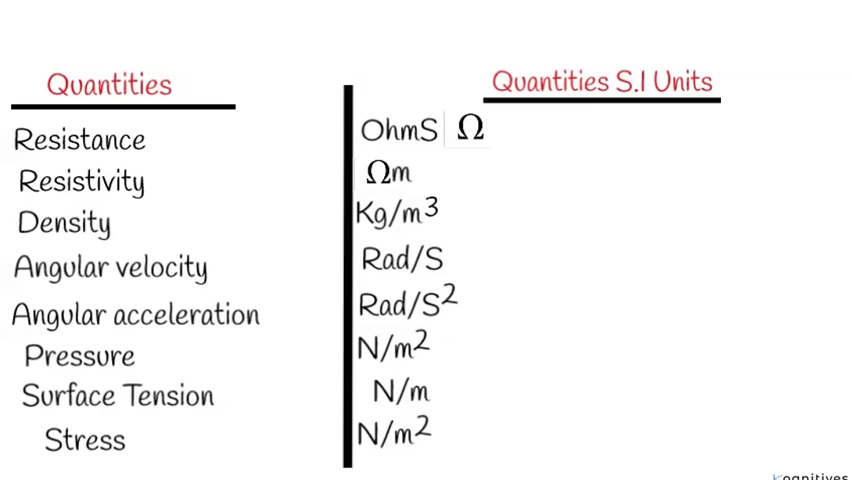 Quantities
Quantities S.I Units
Resistance OhmS Ω
Resistivity Ωm
Density Kg/m3
Angular velocity Rad/S
Angular acceleration Rad/S2
Pressure N/m2
Surface Tension N/m
Stress N/m2